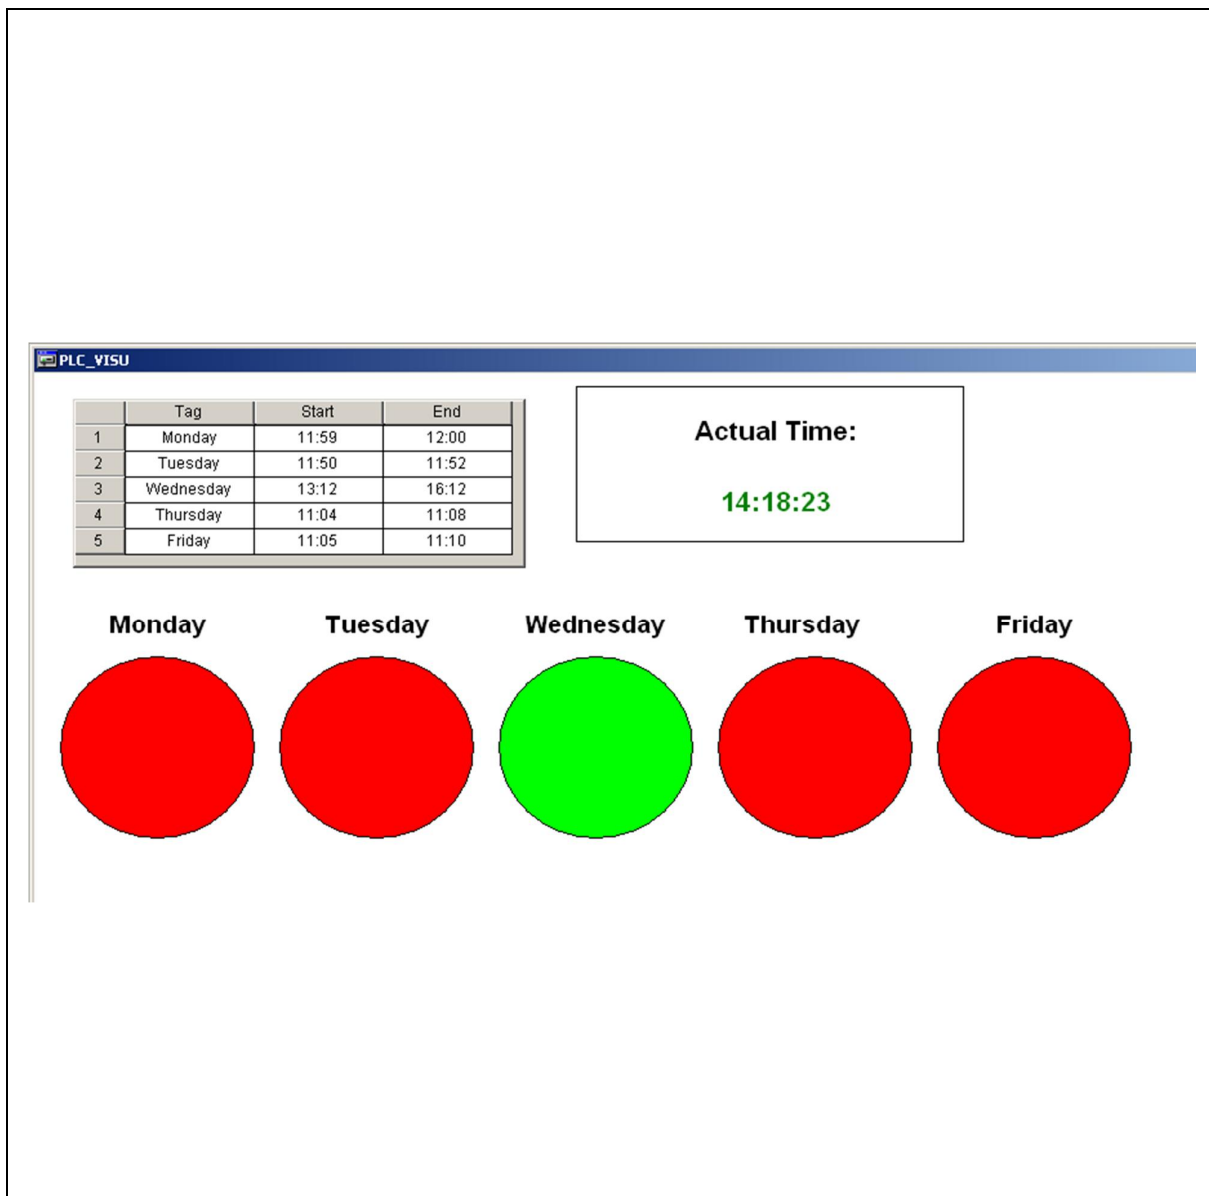 PLC_VISU
Tag Start End
1 Monday 11:59 12:00
2 Tuesday 11:50 11:52
3 Wednesday 13:12 16:12
4 Thursday 11:04 11:08
5 Friday 11:05 11:10
Actual Time:
14:18:23
Monday Tuesday Wednesday Thursday Friday